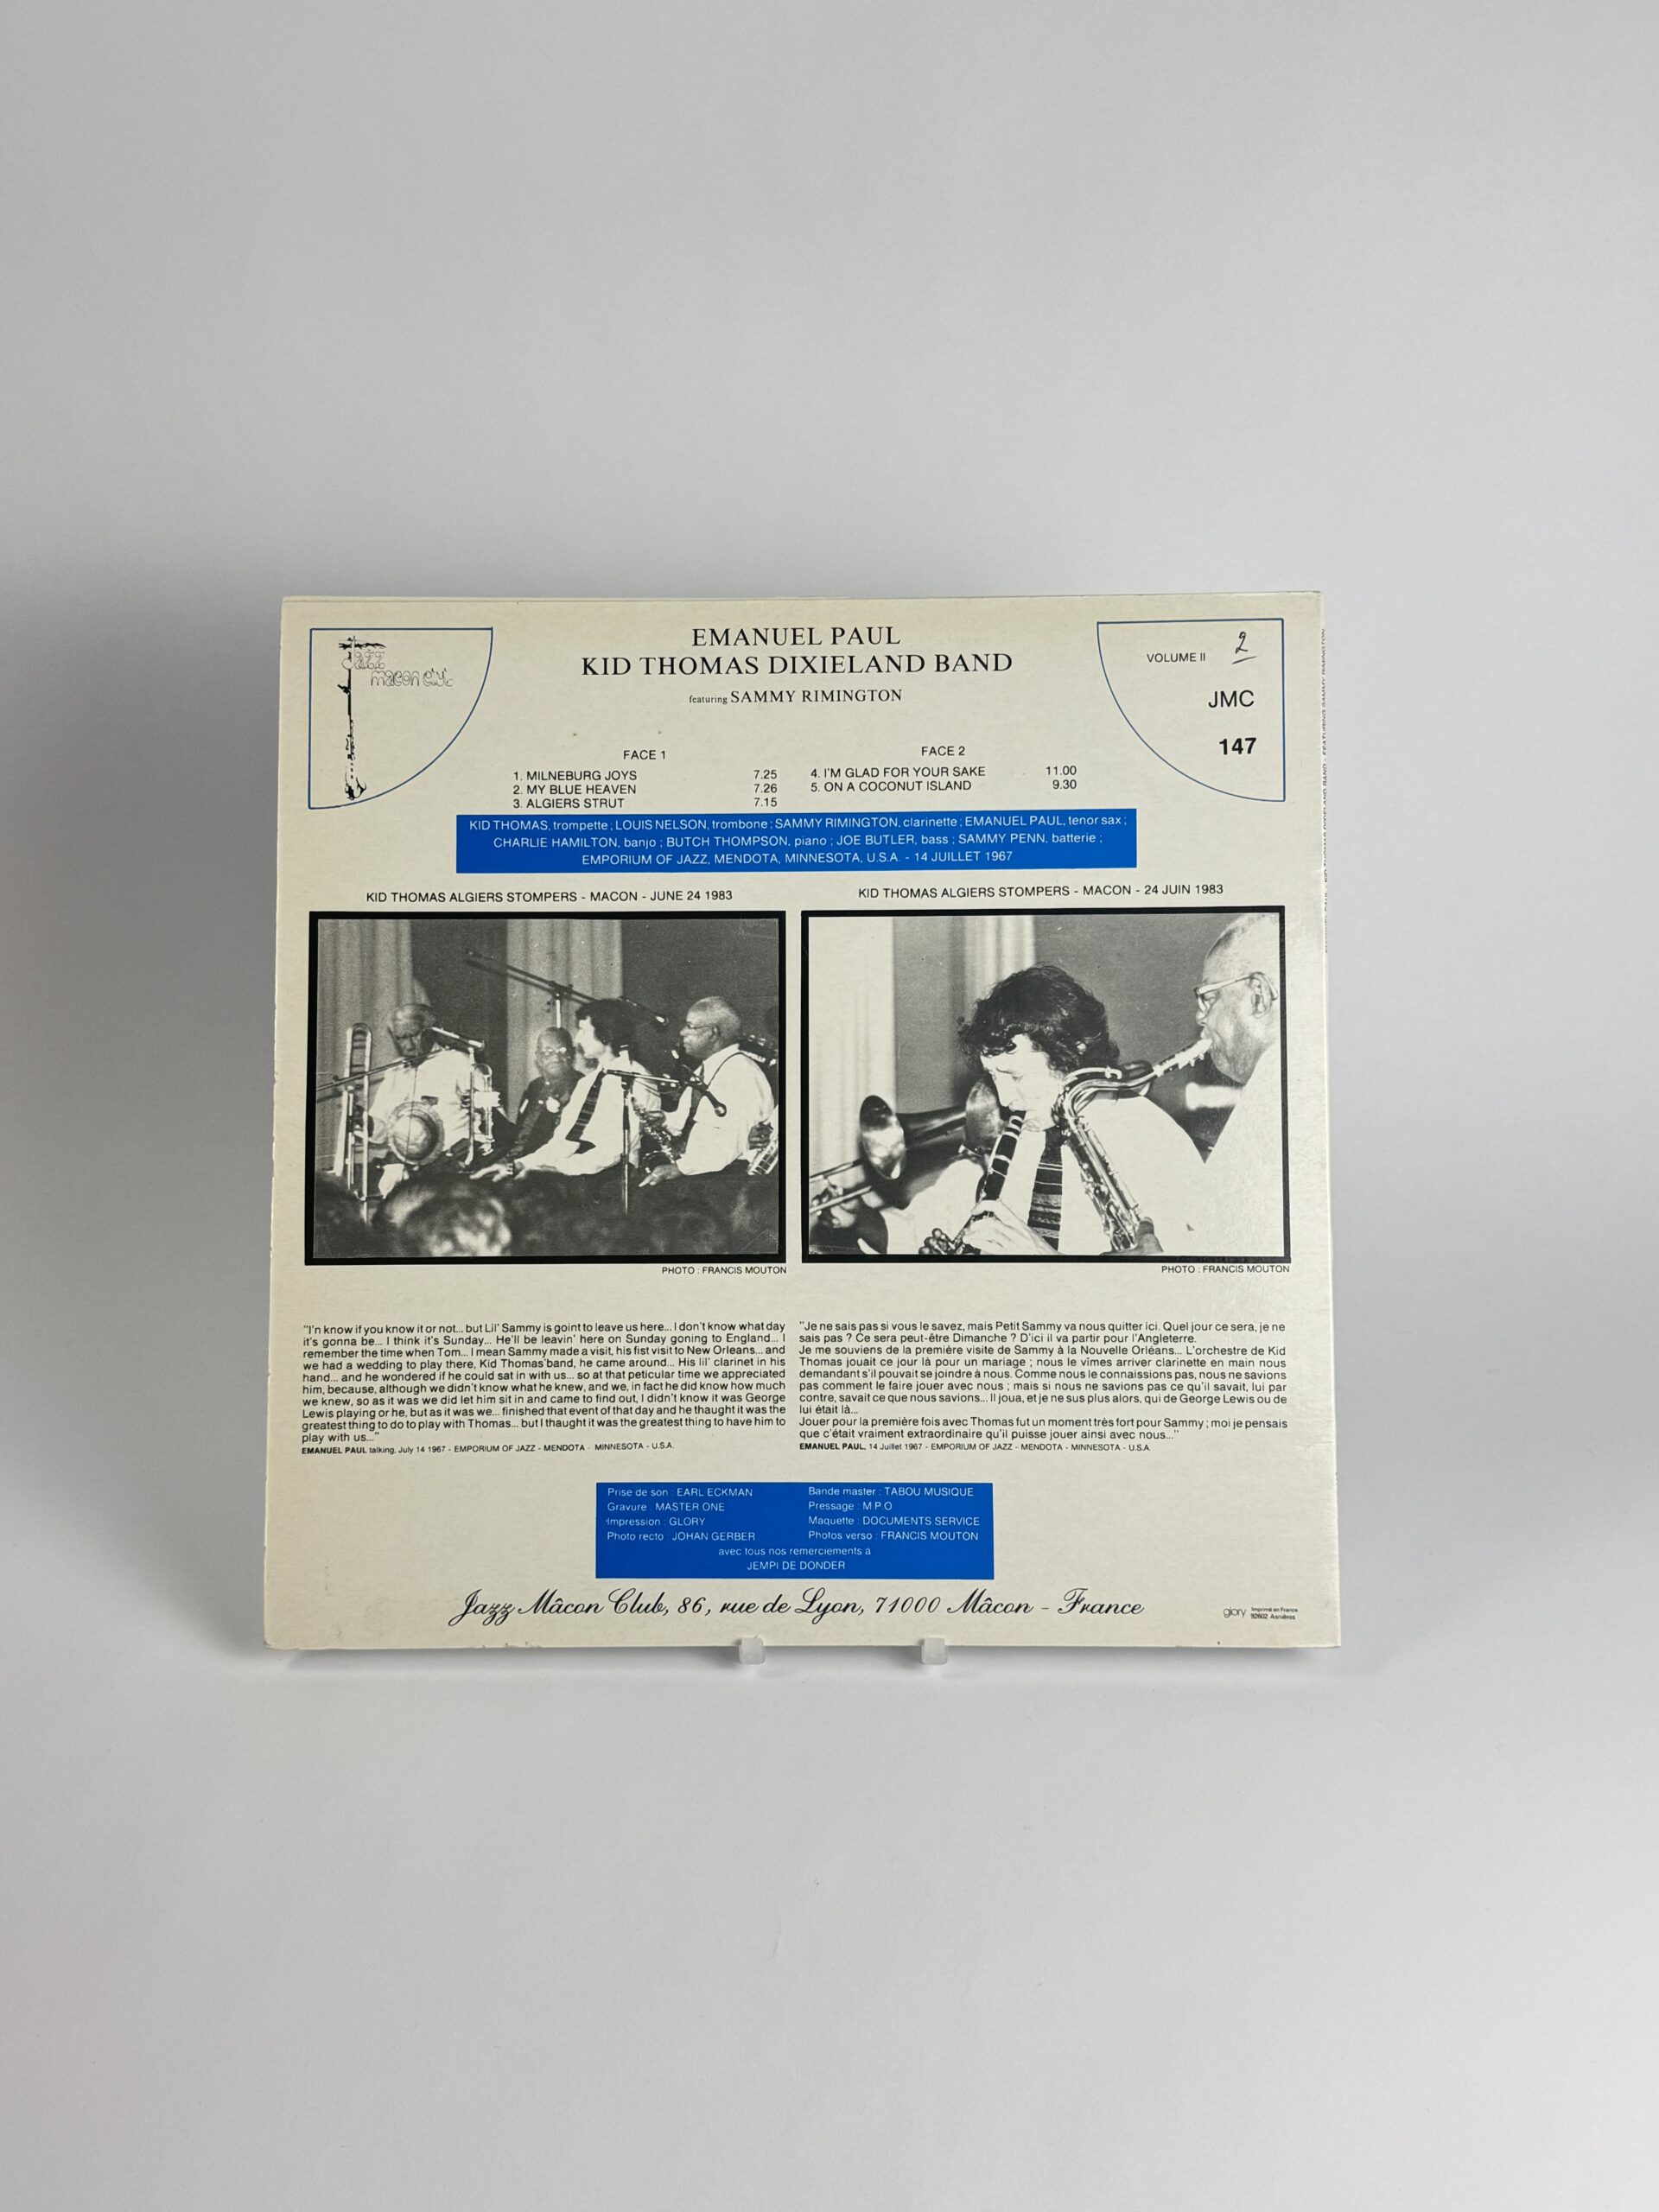 Jazz
macon club
EMANUEL PAUL
KID THOMAS DIXIELAND BAND
featuring SAMMY RIMINGTON
VOLUME II 2
JMC
147
FACE 1
1. MILNEBURG JOYS 7.25
2. MY BLUE HEAVEN 7.26
3. ALGIERS STRUT 7.15
FACE 2
4. I'M GLAD FOR YOUR SAKE 11.00
5. ON A COCONUT ISLAND 9.30
KID THOMAS, trompette ; LOUIS NELSON, trombone ; SAMMY RIMINGTON, clarinette ; EMANUEL PAUL, tenor sax ;
CHARLIE HAMILTON, banjo ; BUTCH THOMPSON, piano ; JOE BUTLER, bass ; SAMMY PENN, batterie ;
EMPORIUM OF JAZZ, MENDOTA, MINNESOTA, U.S.A. - 14 JUILLET 1967
KID THOMAS ALGIERS STOMPERS - MACON - JUNE 24 1983
KID THOMAS ALGIERS STOMPERS - MACON - 24 JUIN 1983
PHOTO : FRANCIS MOUTON
PHOTO : FRANCIS MOUTON
"I'n know if you know it or not... but Lil' Sammy is goint to leave us here... I don't know what day
it's gonna be... I think it's Sunday... He'll be leavin' here on Sunday goning to England... I
remember the time when Tom... I mean Sammy made a visit, his fist visit to New Orleans... and
we had a wedding to play there, Kid Thomas'band, he came around... His lil' clarinet in his
hand... and he wondered if he could sat in with us... so at that peticular time we appreciated
him, because, although we didn't know what he knew, and we, in fact he did know how much
we knew, so as it was we did let him sit in and came to find out, I didn't know it was George
Lewis playing or he, but as it was we... finished that event of that day and he thaught it was the
greatest thing to do to play with Thomas... but I thaught it was the greatest thing to have him to
play with us..."
EMANUEL PAUL talking, July 14 1967 - EMPORIUM OF JAZZ - MENDOTA - MINNESOTA - U.S.A.
"Je ne sais pas si vous le savez, mais Petit Sammy va nous quitter ici. Quel jour ce sera, je ne
sais pas ? Ce sera peut-être Dimanche ? D'ici il va partir pour l'Angleterre.
Je me souviens de la première visite de Sammy à la Nouvelle Orléans... L'orchestre de Kid
Thomas jouait ce jour là pour un mariage ; nous le vîmes arriver clarinette en main nous
demandant s'il pouvait se joindre à nous. Comme nous le connaissions pas, nous ne savions
pas comment le faire jouer avec nous ; mais si nous ne savions pas ce qu'il savait, lui par
contre, savait ce que nous savions... Il joua, et je ne sus plus alors, qui de George Lewis ou de
lui était là...
Jouer pour la première fois avec Thomas fut un moment très fort pour Sammy ; moi je pensais
que c'était vraiment extraordinaire qu'il puisse jouer ainsi avec nous..."
EMANUEL PAUL, 14 Juillet 1967 - EMPORIUM OF JAZZ - MENDOTA - MINNESOTA - U.S.A.
Prise de son : EARL ECKMAN
Gravure : MASTER ONE
Impression : GLORY
Photo recto : JOHAN GERBER
Bande master : TABOU MUSIQUE
Pressage : M.P.O
Maquette : DOCUMENTS SERVICE
Photos verso : FRANCIS MOUTON
avec tous nos remerciements à
JEMPI DE DONDER
Jazz Mâcon Club, 86, rue de Lyon, 71000 Mâcon - France
glory Imprimé en France
92602 Asnières